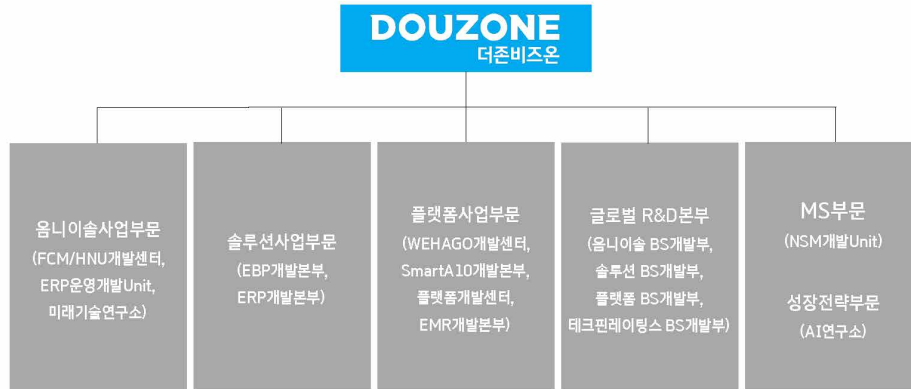 DOUZONE
더존비즈온
옴니이솔사업부문
(FCM/HNU개발센터,
ERP운영개발Unit,
미래기술연구소)
솔루션사업부문
(EBP개발본부,
ERP개발본부)
플랫폼사업부문
(WEHAGO개발센터,
SmartA10개발본부,
플랫폼개발센터,
EMR개발본부)
글로벌 R&D본부
(옴니이솔 BS개발부,
솔루션 BS개발부,
플랫폼 BS개발부,
테크핀레이팅스 BS개발부)
MS부문
(NSM개발Unit)
성장전략부문
(AI연구소)